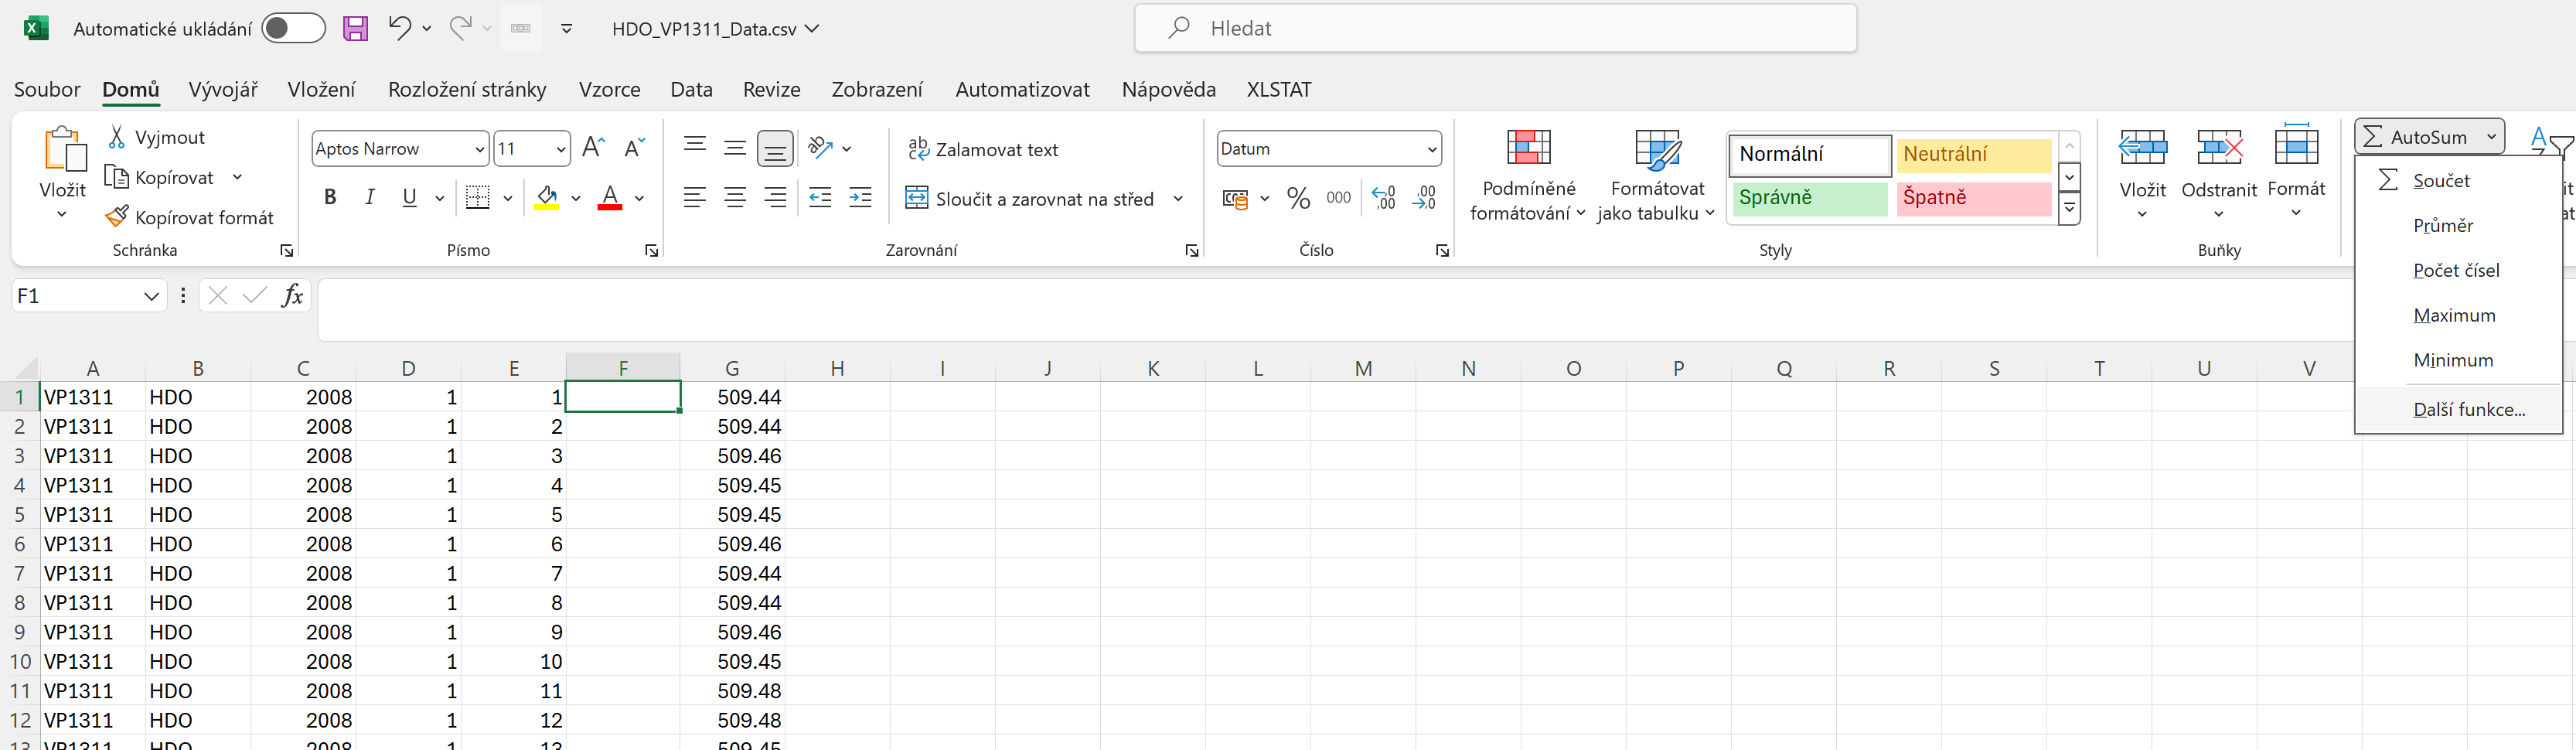 Automatické ukládání HDO_VP1311_Data.csv Hledat
Soubor Domů Vývojář Vložení Rozložení stránky Vzorce Data Revize Zobrazení Automatizovat Nápověda XLSTAT
Vložit
Vyjmout
Kopírovat
Kopírovat formát
Schránka
Aptos Narrow 11
B I U
Písmo
Zalamovat text
Sloučit a zarovnat na střed
Zarovnání
Datum
% 000
Číslo
Podmíněné
formátování
Formátovat
jako tabulku
Normální Neutrální
Správně Špatně
Styly
Vložit Odstranit Formát
Buňky
AutoSum
Součet
Průměr
Počet čísel
Maximum
Minimum
Další funkce...
F1 fx
A B C D E F G H I J K L M N O P Q R S T U V
1 VP1311 HDO 2008 1 1 509.44
2 VP1311 HDO 2008 1 2 509.44
3 VP1311 HDO 2008 1 3 509.46
4 VP1311 HDO 2008 1 4 509.45
5 VP1311 HDO 2008 1 5 509.45
6 VP1311 HDO 2008 1 6 509.46
7 VP1311 HDO 2008 1 7 509.44
8 VP1311 HDO 2008 1 8 509.44
9 VP1311 HDO 2008 1 9 509.46
10 VP1311 HDO 2008 1 10 509.45
11 VP1311 HDO 2008 1 11 509.48
12 VP1311 HDO 2008 1 12 509.48
13 VP1311 HDO 2008 1 13 509.45